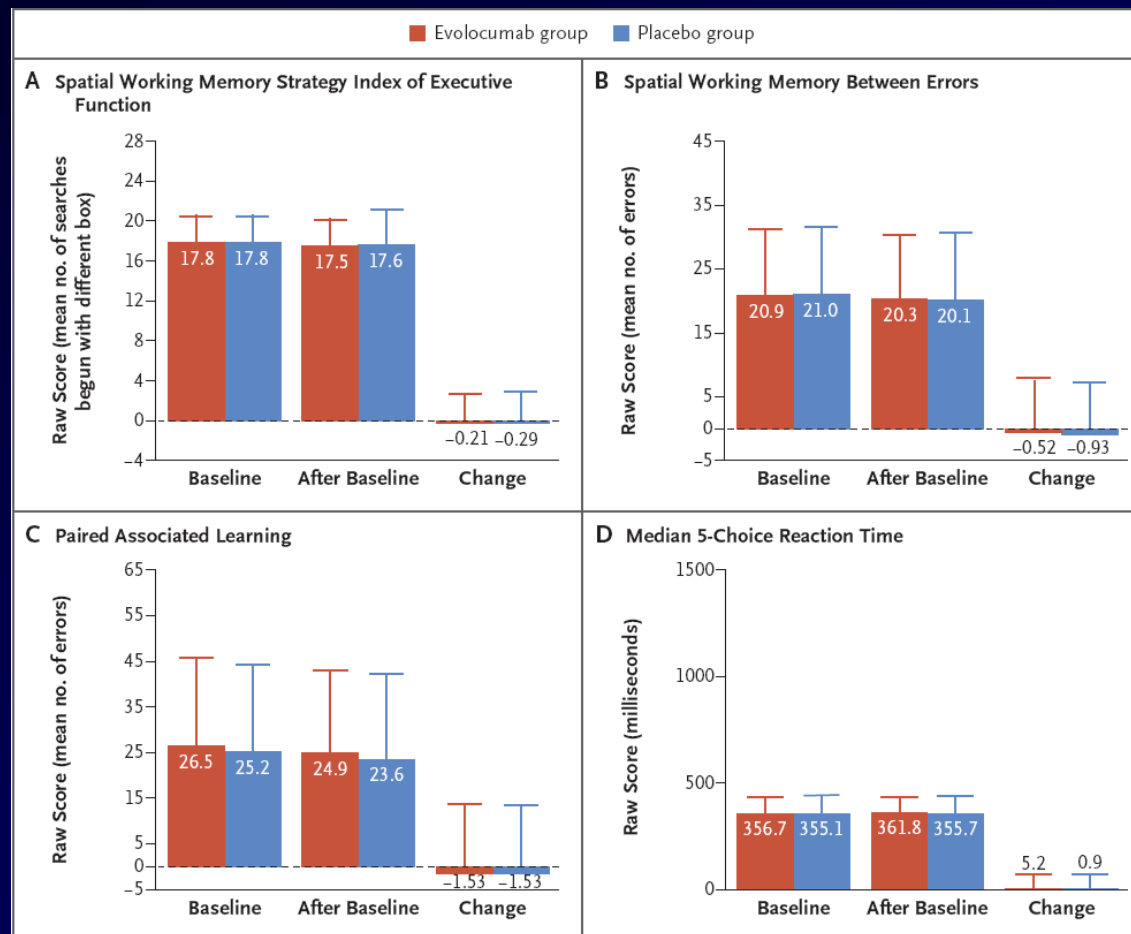 Evolocumab group Placebo group
A Spatial Working Memory Strategy Index of Executive
Function
Raw Score (mean no. of searches
begun with different box)
28
24
20
16
12
8
4
0
−4
17.8 17.8 17.5 17.6
−0.21 −0.29
Baseline After Baseline Change
B Spatial Working Memory Between Errors
Raw Score (mean no. of errors)
45
35
25
15
5
0
−5
20.9 21.0 20.3 20.1
−0.52 −0.93
Baseline After Baseline Change
C Paired Associated Learning
Raw Score (mean no. of errors)
65
55
45
35
25
15
5
0
−5
26.5 25.2 24.9 23.6
−1.53 −1.53
Baseline After Baseline Change
D Median 5-Choice Reaction Time
Raw Score (milliseconds)
1500
1000
500
0
356.7 355.1 361.8 355.7
5.2 0.9
Baseline After Baseline Change